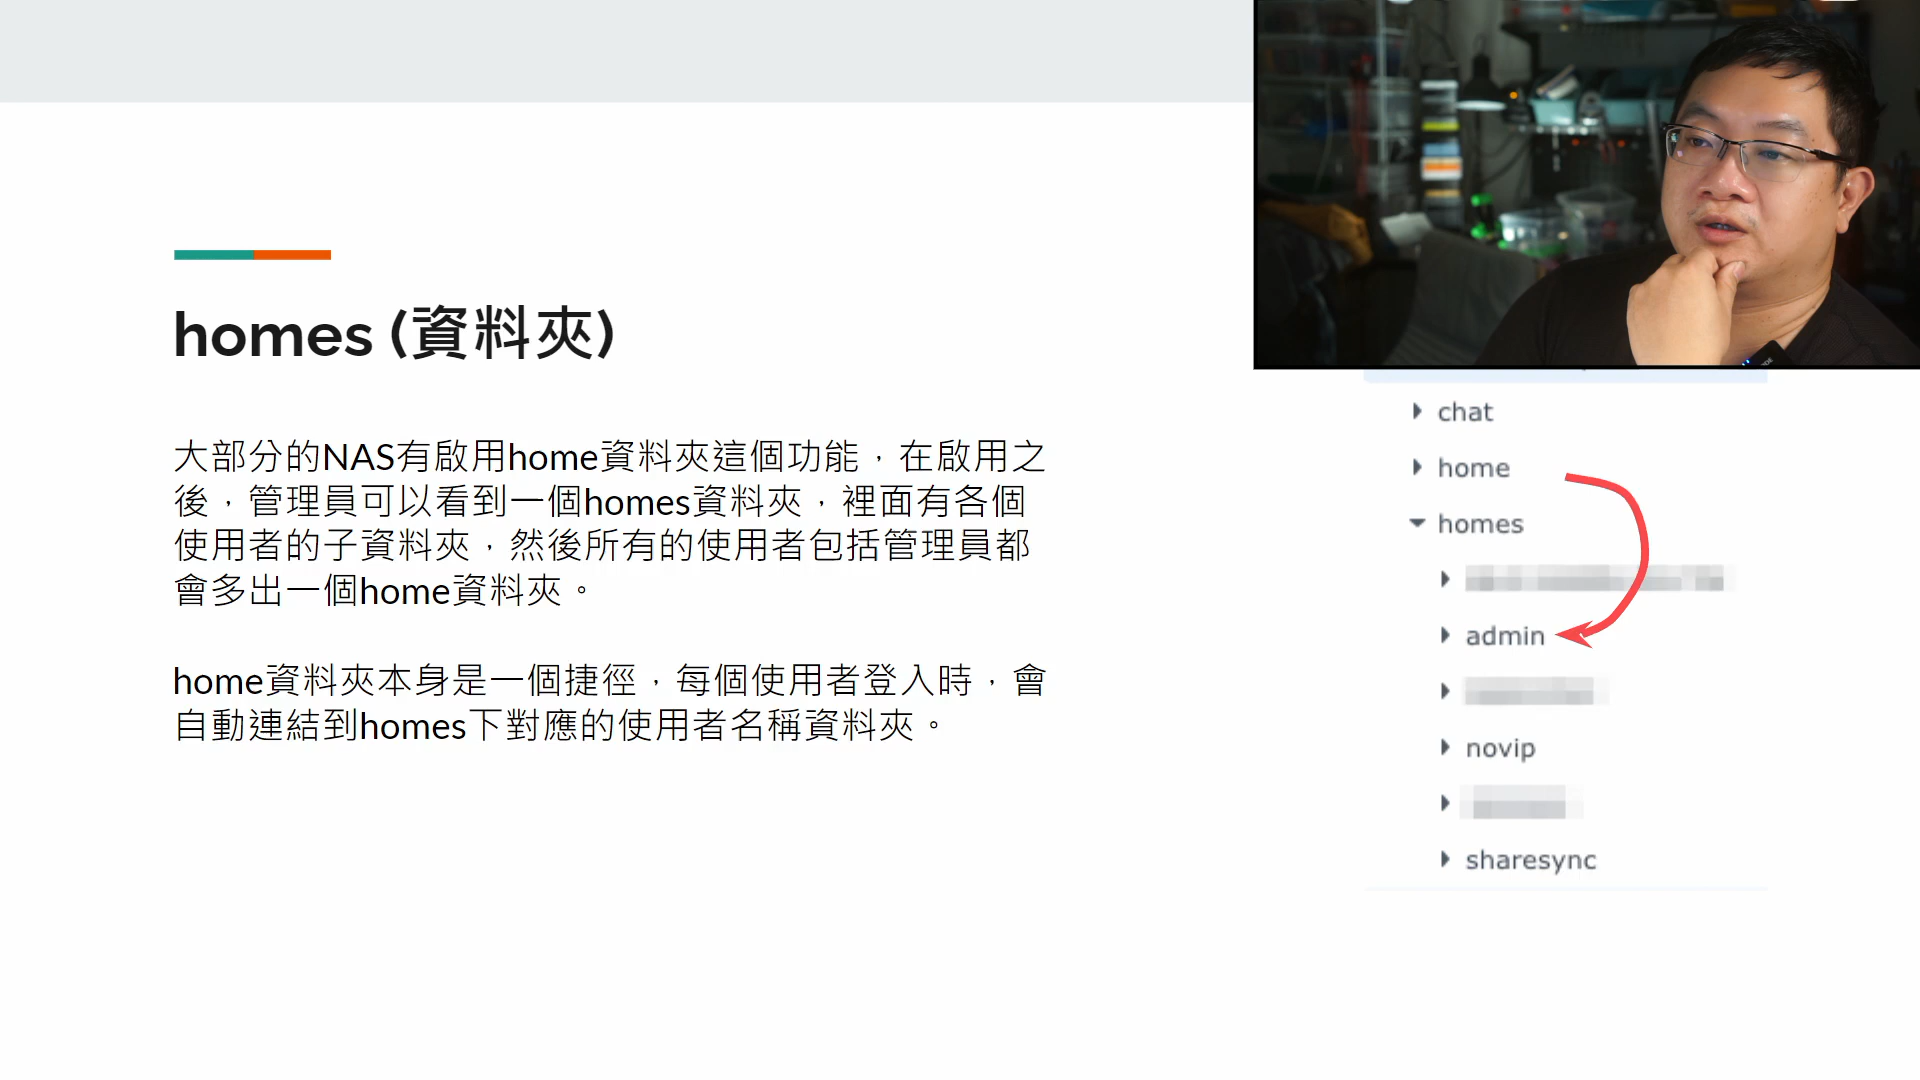 homes (資料夾)
大部分的NAS有啟用home資料夾這個功能，在啟用之
後，管理員可以看到一個homes資料夾，裡面有各個
使用者的子資料夾，然後所有的使用者包括管理員都
會多出一個home資料夾。
home資料夾本身是一個捷徑，每個使用者登入時，會
自動連結到homes下對應的使用者名稱資料夾。
chat
home
homes
admin
novip
sharesync